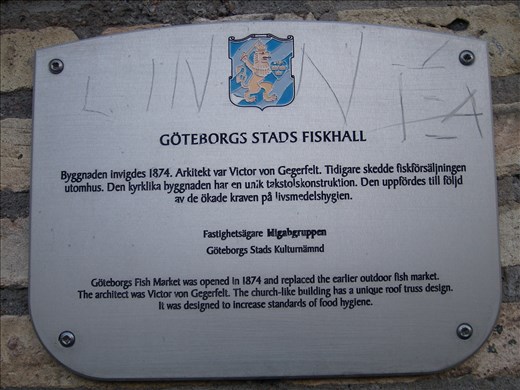 LINNÉA
GÖTEBORGS STADS FISKHALL
Byggnaden invigdes 1874. Arkitekt var Victor von Gegerfelt. Tidigare skedde fiskförsäljningen
utomhus. Den kyrklika byggnaden har en unik takstolskonstruktion. Den uppfördes till följd
av de ökade kraven på livsmedelshygien.
Fastighetsägare Higabgruppen
Göteborgs Stads Kulturnämnd
Göteborgs Fish Market was opened in 1874 and replaced the earlier outdoor fish market.
The architect was Victor von Gegerfelt. The church-like building has a unique roof truss design.
It was designed to increase standards of food hygiene.